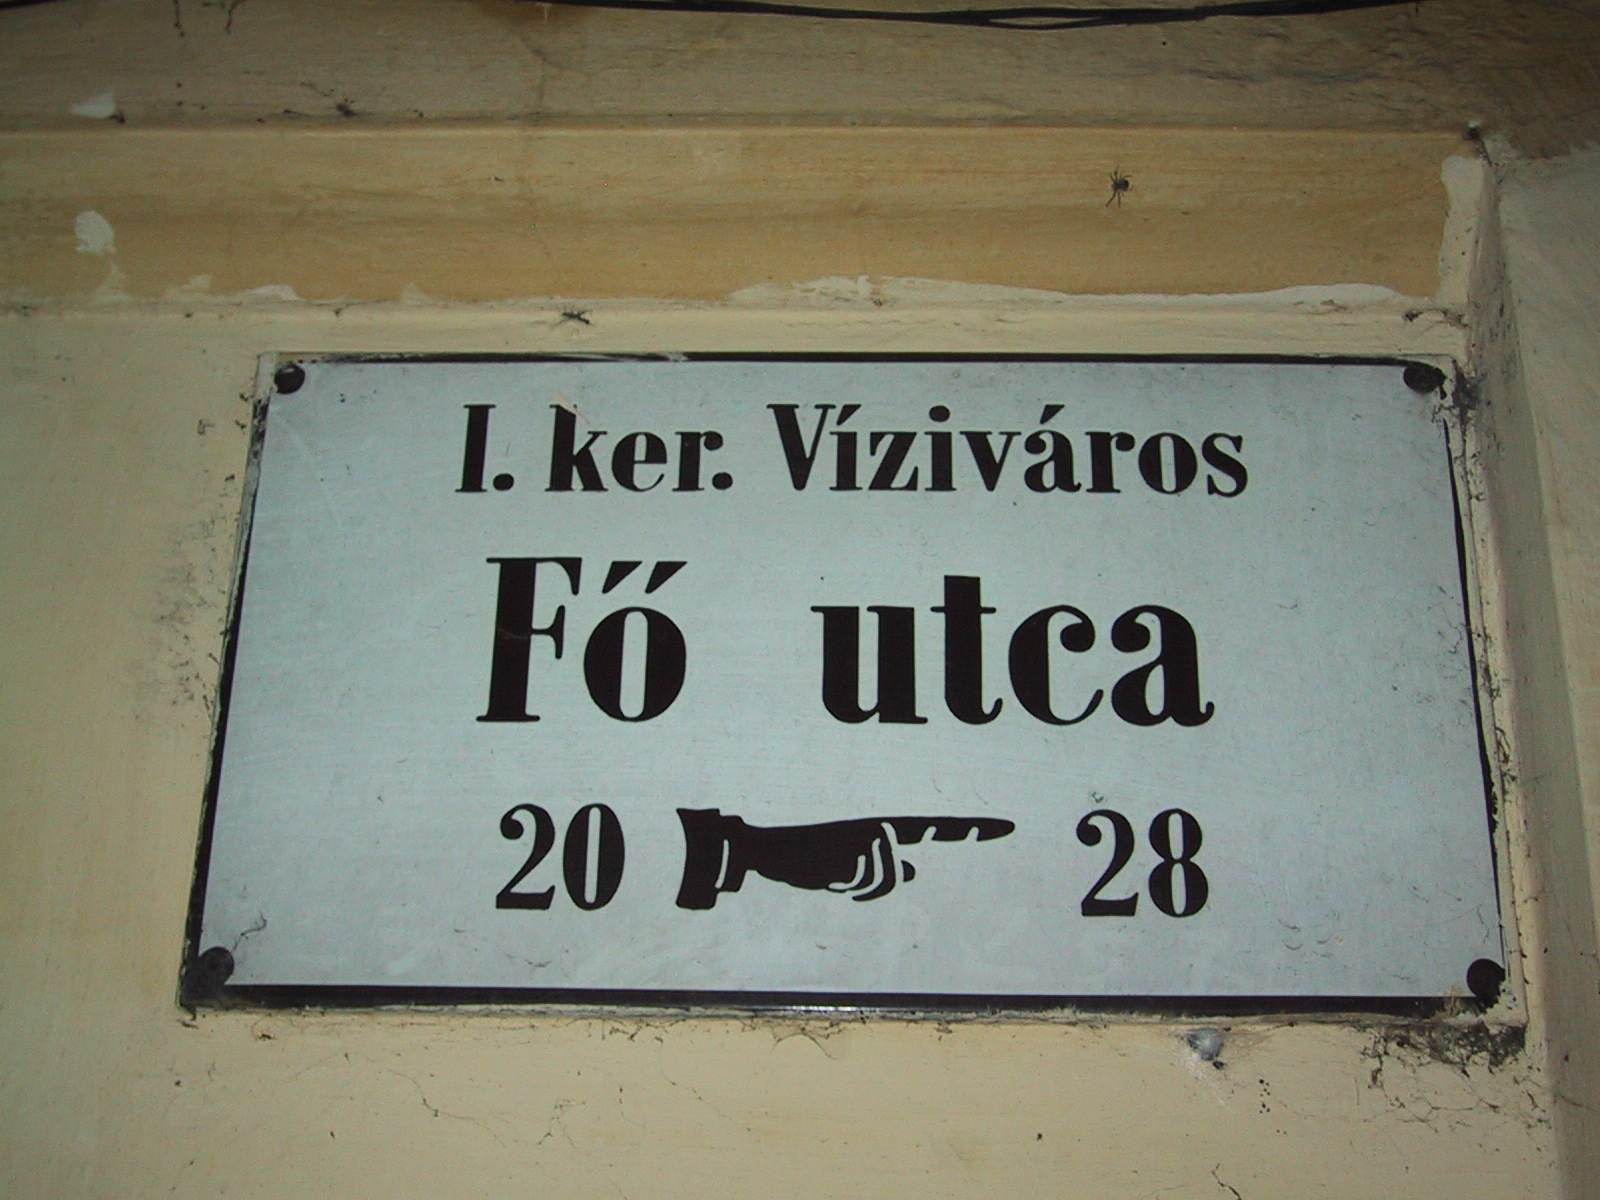 I. ker. Víziváros
Fő utca
20 28